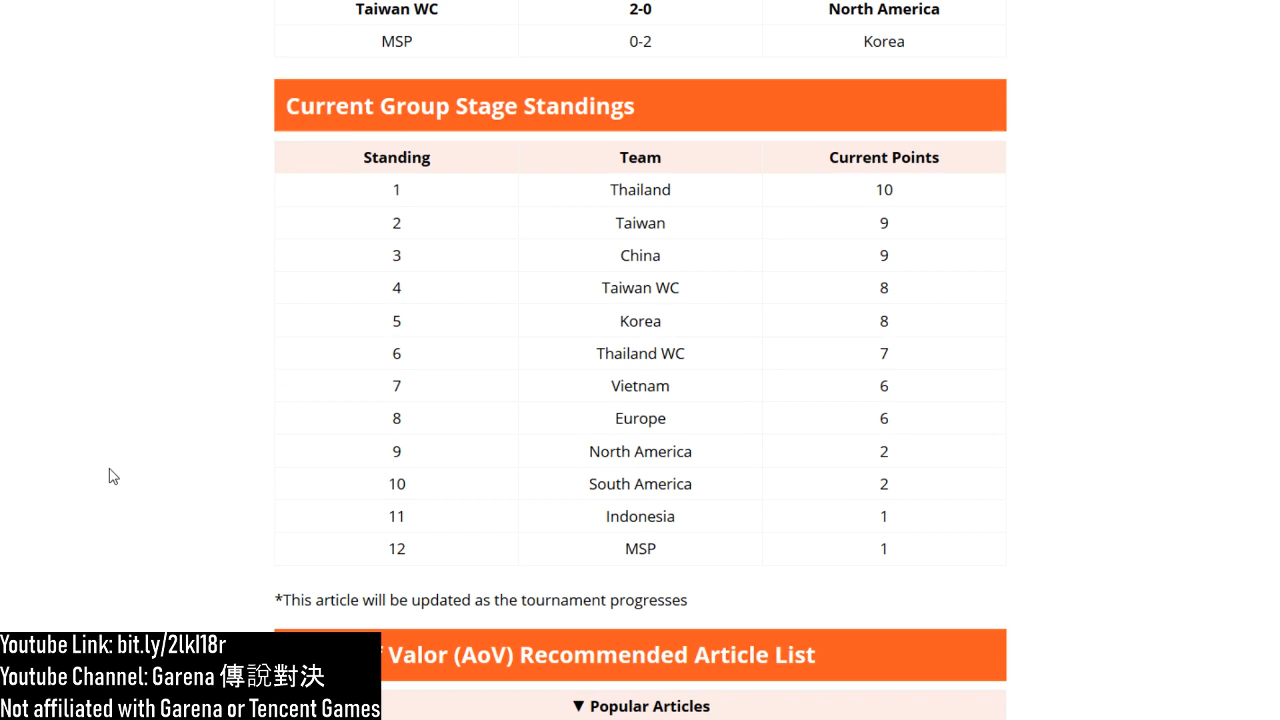 Taiwan WC 2-0 North America
MSP 0-2 Korea
Current Group Stage Standings
Standing Team Current Points
1 Thailand 10
2 Taiwan 9
3 China 9
4 Taiwan WC 8
5 Korea 8
6 Thailand WC 7
7 Vietnam 6
8 Europe 6
9 North America 2
10 South America 2
11 Indonesia 1
12 MSP 1
*This article will be updated as the tournament progresses
Valor (AoV) Recommended Article List
▼ Popular Articles
Youtube Link: bit.ly/2lkI18r
Youtube Channel: Garena 傳說對決
Not affiliated with Garena or Tencent Games